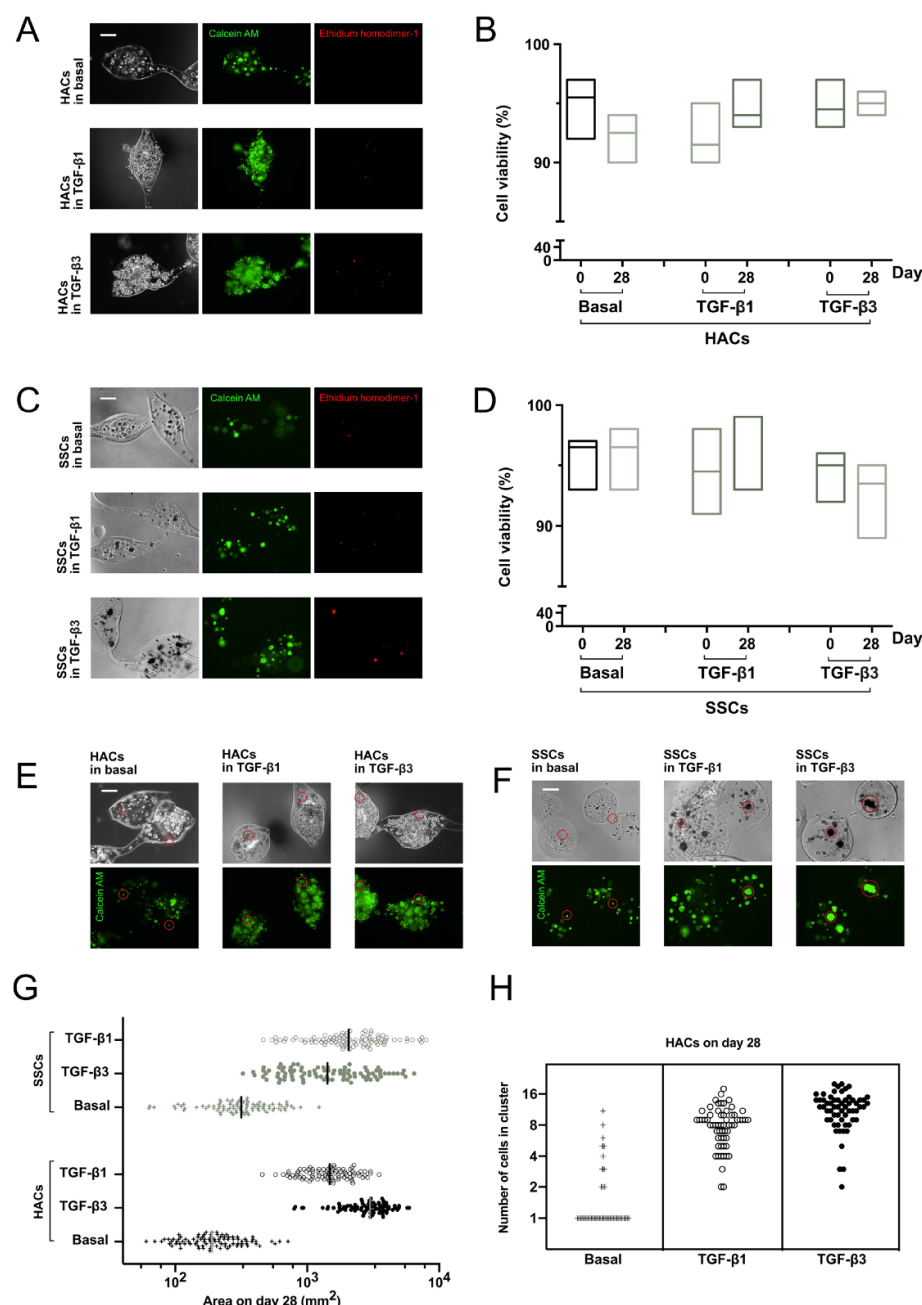 A
Calcein AM
Ethidium homodimer-1
HACs
in basal
HACs
in TGF-β1
HACs
in TGF-β3
B
100
90
40
0
Cell viability (%)
0 28 0 28 0 28 Day
Basal TGF-β1 TGF-β3
HACs
C
Calcein AM
Ethidium homodimer-1
SSCs
in basal
SSCs
in TGF-β1
SSCs
in TGF-β3
D
100
90
40
0
Cell viability (%)
0 28 0 28 0 28 Day
Basal TGF-β1 TGF-β3
SSCs
E
HACs
in basal
HACs
in TGF-β1
HACs
in TGF-β3
Calcein AM
F
SSCs
in basal
SSCs
in TGF-β1
SSCs
in TGF-β3
Calcein AM
G
SSCs
TGF-β1
TGF-β3
Basal
HACs
TGF-β1
TGF-β3
Basal
10² 10³ 10⁴
Area on day 28 (mm²)
H
HACs on day 28
Number of cells in cluster
16
8
4
2
1
Basal TGF-β1 TGF-β3